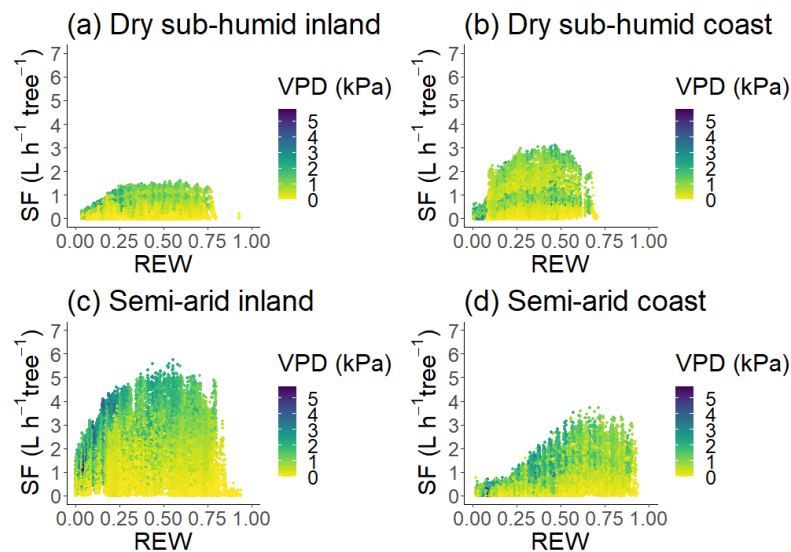 (a) Dry sub-humid inland
SF (L h⁻¹ tree⁻¹)
7
6
5
4
3
2
1
0
0.00 0.25 0.50 0.75 1.00
REW
VPD (kPa)
5
4
3
2
1
0
(b) Dry sub-humid coast
SF (L h⁻¹ tree⁻¹)
7
6
5
4
3
2
1
0
0.00 0.25 0.50 0.75 1.00
REW
VPD (kPa)
5
4
3
2
1
0
(c) Semi-arid inland
SF (L h⁻¹tree⁻¹)
7
6
5
4
3
2
1
0
0.00 0.25 0.50 0.75 1.00
REW
VPD (kPa)
5
4
3
2
1
0
(d) Semi-arid coast
SF (L h⁻¹tree⁻¹)
7
6
5
4
3
2
1
0
0.00 0.25 0.50 0.75 1.00
REW
VPD (kPa)
5
4
3
2
1
0